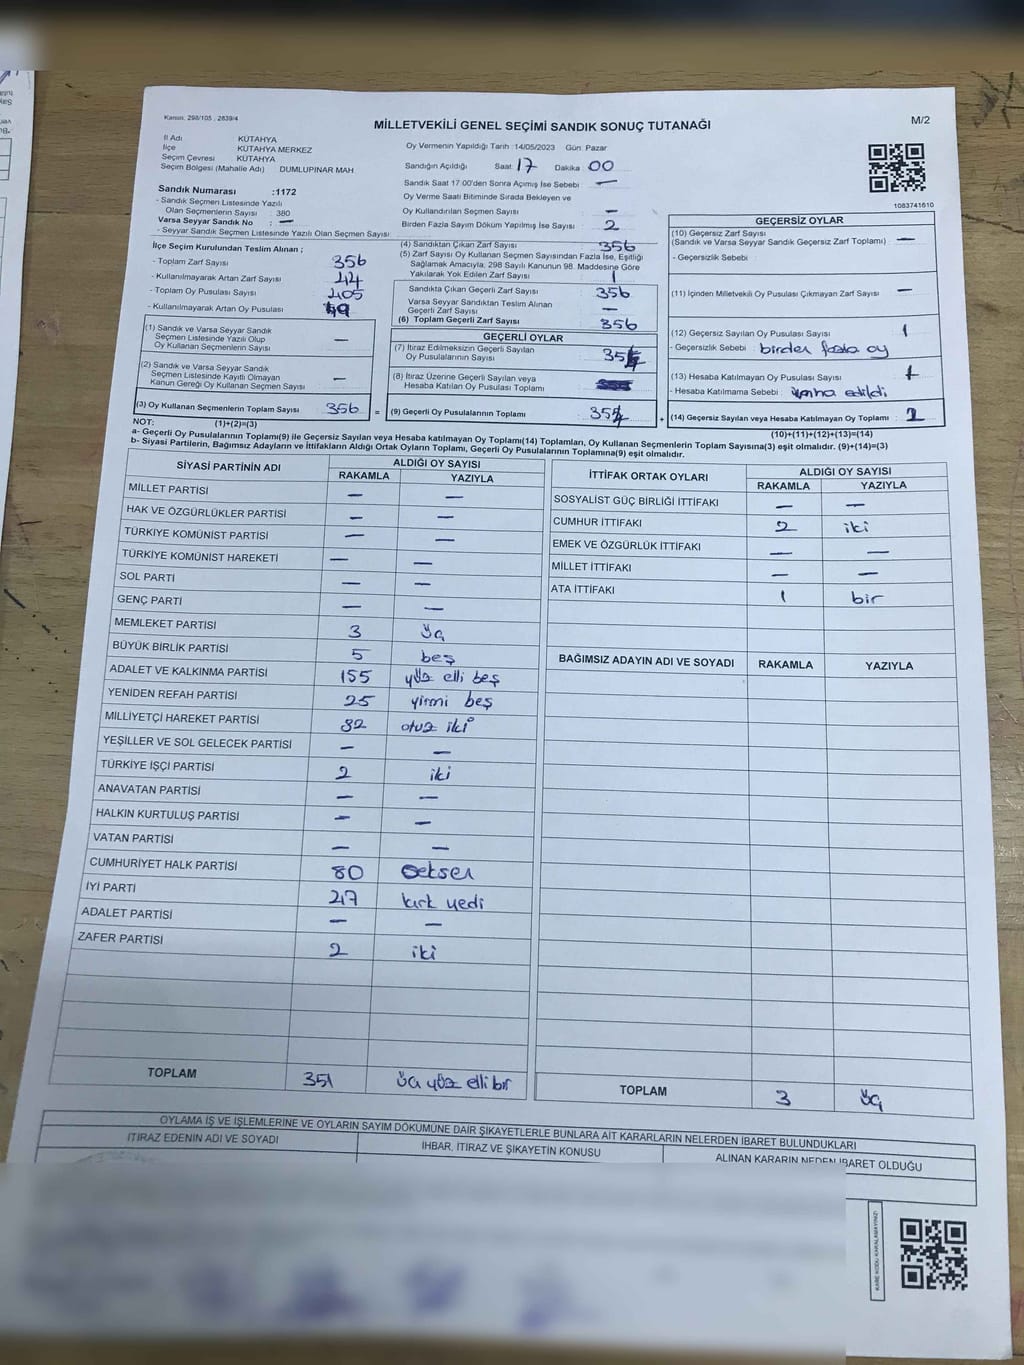 Kanun, 298/105 , 2839/4
M/2
MİLLETVEKİLİ GENEL SEÇİMİ SANDIK SONUÇ TUTANAĞI
İl Adı KÜTAHYA
İlçe KÜTAHYA MERKEZ
Seçim Çevresi KÜTAHYA
Seçim Bölgesi (Mahalle Adı) DUMLUPINAR MAH
Sandık Numarası :1172
- Sandık Seçmen Listesinde Yazılı
Olan Seçmenlerin Sayısı : 380
Varsa Seyyar Sandık No : —
- Seyyar Sandık Seçmen Listesinde Yazılı Olan Seçmen Sayısı:
Oy Vermenin Yapıldığı Tarih :14/05/2023 Gün: Pazar
Sandığın Açıldığı Saat: 17 Dakika: 00
Sandık Saat 17.00'den Sonra Açılmış İse Sebebi : —
Oy Verme Saati Bitiminde Sırada Bekleyen ve
Oy Kullandırılan Seçmen Sayısı : —
Birden Fazla Sayım Döküm Yapılmış İse Sayısı : 2
1083741610
İlçe Seçim Kurulundan Teslim Alınan ;
- Toplam Zarf Sayısı : 356
- Kullanılmayarak Artan Zarf Sayısı : 44
- Toplam Oy Pusulası Sayısı : 405
- Kullanılmayarak Artan Oy Pusulası : 49
(1) Sandık ve Varsa Seyyar Sandık
Seçmen Listesinde Yazılı Olup
Oy Kullanan Seçmenlerin Sayısı : —
(2) Sandık ve Varsa Seyyar Sandık
Seçmen Listesinde Kayıtlı Olmayan
Kanun Gereği Oy Kullanan Seçmen Sayısı : —
(3) Oy Kullanan Seçmenlerin Toplam Sayısı : 356 =
(4) Sandıktan Çıkan Zarf Sayısı : 356
(5) Zarf Sayısı Oy Kullanan Seçmen Sayısından Fazla İse, Eşitliği
Sağlamak Amacıyla, 298 Sayılı Kanunun 98. Maddesine Göre
Yakılarak Yok Edilen Zarf Sayısı : 1
Sandıkta Çıkan Geçerli Zarf Sayısı : 356
Varsa Seyyar Sandıktan Teslim Alınan
Geçerli Zarf Sayısı : —
(6) Toplam Geçerli Zarf Sayısı : 356
GEÇERLİ OYLAR
(7) İtiraz Edilmeksizin Geçerli Sayılan
Oy Pusulalarının Sayısı : 354
(8) İtiraz Üzerine Geçerli Sayılan veya
Hesaba Katılan Oy Pusulası Toplamı :
(9) Geçerli Oy Pusulalarının Toplamı : 354 +
GEÇERSİZ OYLAR
(10) Geçersiz Zarf Sayısı
(Sandık ve Varsa Seyyar Sandık Geçersiz Zarf Toplamı) : —
- Geçersizlik Sebebi :
(11) İçinden Milletvekili Oy Pusulası Çıkmayan Zarf Sayısı : —
(12) Geçersiz Sayılan Oy Pusulası Sayısı : 1
- Geçersizlik Sebebi : birden fazla oy
(13) Hesaba Katılmayan Oy Pusulası Sayısı : 1
- Hesaba Katılmama Sebebi : imha edildi
(14) Geçersiz Sayılan veya Hesaba Katılmayan Oy Toplamı : 2
NOT: (1)+(2)=(3) (10)+(11)+(12)+(13)=(14)
a- Geçerli Oy Pusulalarının Toplamı(9) ile Geçersiz Sayılan veya Hesaba katılmayan Oy Toplamı(14) Toplamları, Oy Kullanan Seçmenlerin Toplam Sayısına(3) eşit olmalıdır. (9)+(14)=(3)
b- Siyasi Partilerin, Bağımsız Adayların ve İttifakların Aldığı Ortak Oyların Toplamı, Geçerli Oy Pusulalarının Toplamına(9) eşit olmalıdır.
SİYASİ PARTİNİN ADI ALDIĞI OY SAYISI
RAKAMLA YAZIYLA
MİLLET PARTİSİ — —
HAK VE ÖZGÜRLÜKLER PARTİSİ — —
TÜRKİYE KOMÜNİST PARTİSİ — —
TÜRKİYE KOMÜNİST HAREKETİ — —
SOL PARTİ — —
GENÇ PARTİ — —
MEMLEKET PARTİSİ 3 üç
BÜYÜK BİRLİK PARTİSİ 5 beş
ADALET VE KALKINMA PARTİSİ 155 yüz elli beş
YENİDEN REFAH PARTİSİ 25 yirmi beş
MİLLİYETÇİ HAREKET PARTİSİ 32 otuz iki
YEŞİLLER VE SOL GELECEK PARTİSİ — —
TÜRKİYE İŞÇİ PARTİSİ 2 iki
ANAVATAN PARTİSİ — —
HALKIN KURTULUŞ PARTİSİ — —
VATAN PARTİSİ — —
CUMHURİYET HALK PARTİSİ 80 seksen
İYİ PARTİ 47 kırk yedi
ADALET PARTİSİ — —
ZAFER PARTİSİ 2 iki
TOPLAM 351 üç yüz elli bir
İTTİFAK ORTAK OYLARI ALDIĞI OY SAYISI
RAKAMLA YAZIYLA
SOSYALİST GÜÇ BİRLİĞİ İTTİFAKI — —
CUMHUR İTTİFAKI 2 iki
EMEK VE ÖZGÜRLÜK İTTİFAKI — —
MİLLET İTTİFAKI — —
ATA İTTİFAKI 1 bir
BAĞIMSIZ ADAYIN ADI VE SOYADI RAKAMLA YAZIYLA
TOPLAM 3 üç
OYLAMA İŞ VE İŞLEMLERİNE VE OYLARIN SAYIM DÖKÜMÜNE DAİR ŞİKAYETLERLE BUNLARA AİT KARARLARIN NELERDEN İBARET BULUNDUKLARI
İTİRAZ EDENİN ADI VE SOYADI İHBAR, İTİRAZ VE ŞİKAYETİN KONUSU ALINAN KARARIN NEDEN İBARET OLDUĞU
KARE KODU KARALAMAYINIZ!